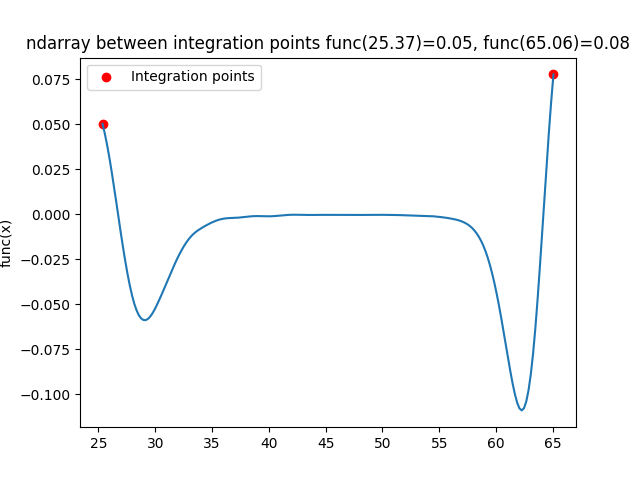 ndarray between integration points func(25.37)=0.05, func(65.06)=0.08
Integration points
func(x)
0.075
0.050
0.025
0.000
−0.025
−0.050
−0.075
−0.100
25 30 35 40 45 50 55 60 65